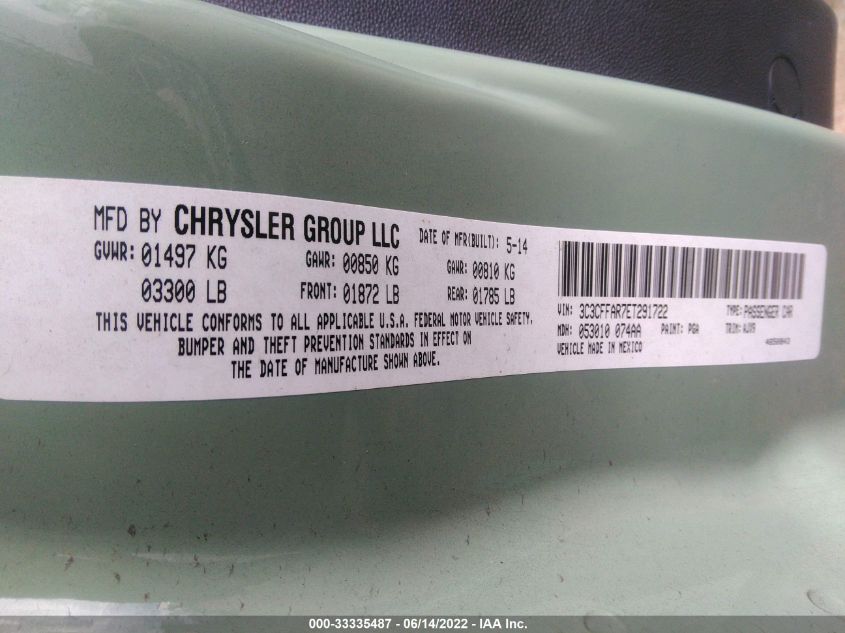 MFD BY CHRYSLER GROUP LLC DATE OF MFR(BUILT): 5-14
GVWR: 01497 KG GAWR: 00850 KG GAWR: 00810 KG
03300 LB FRONT: 01872 LB REAR: 01785 LB
THIS VEHICLE CONFORMS TO ALL APPLICABLE U.S.A. FEDERAL MOTOR VEHICLE SAFETY,
BUMPER AND THEFT PREVENTION STANDARDS IN EFFECT ON
THE DATE OF MANUFACTURE SHOWN ABOVE.
VIN: 3C3CFFAR7ET291722 TYPE: PASSENGER CAR
MDH: 053010 074AA PAINT: PGA TRIM:
VEHICLE MADE IN MEXICO
000-33335487 - 06/14/2022 - IAA Inc.